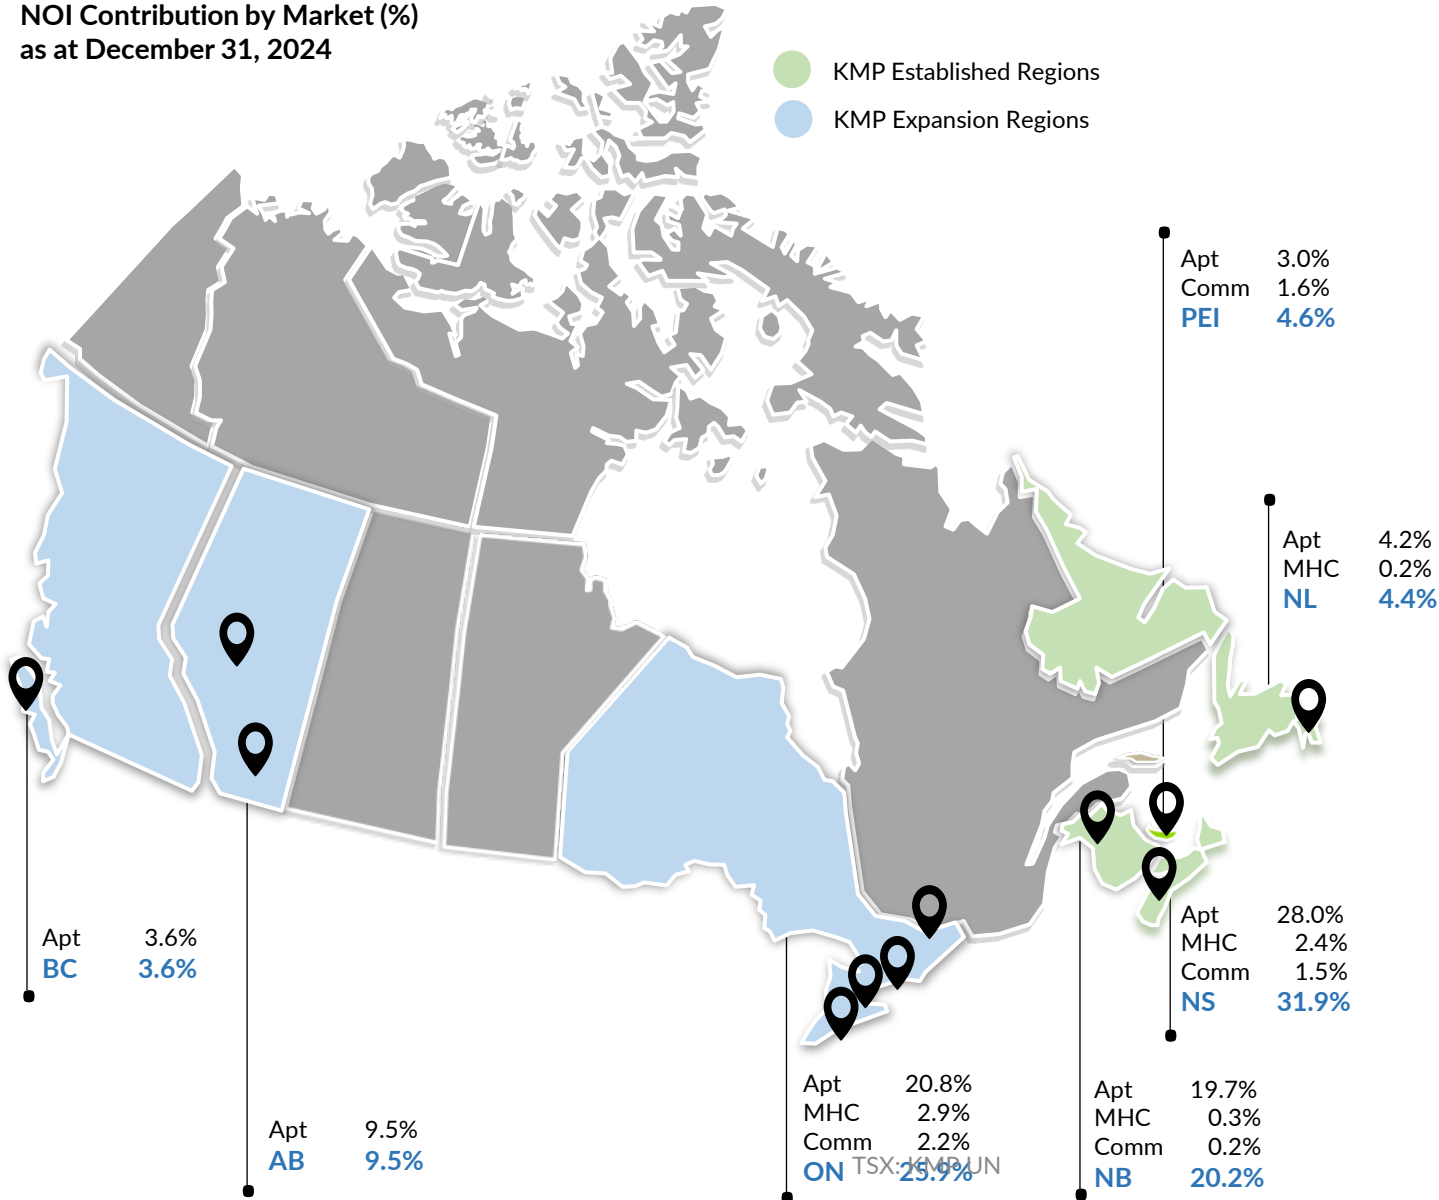 NOI Contribution by Market (%)
as at December 31, 2024
KMP Established Regions
KMP Expansion Regions
Apt 3.0%
Comm 1.6%
PEI 4.6%
Apt 4.2%
MHC 0.2%
NL 4.4%
Apt 28.0%
MHC 2.4%
Comm 1.5%
NS 31.9%
Apt 3.6%
BC 3.6%
Apt 9.5%
AB 9.5%
Apt 20.8%
MHC 2.9%
Comm 2.2%
ON 25.9%
TSX: KMP.UN
Apt 19.7%
MHC 0.3%
Comm 0.2%
NB 20.2%